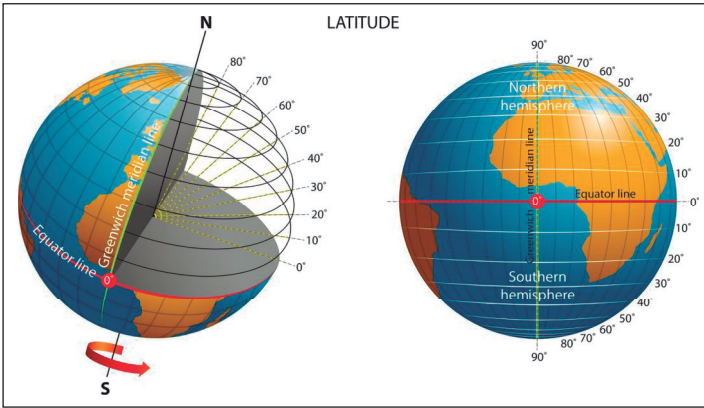 LATITUDE
N
80°
70°
60°
50°
40°
30°
20°
10°
0°
Greenwich meridian line
Equator line
0°
S
90°
80°
70°
60°
50°
40°
30°
20°
10°
0°
10°
20°
30°
40°
50°
60°
70°
80°
90°
Northern
hemisphere
Greenwich meridian line
Equator line
0°
Southern
hemisphere